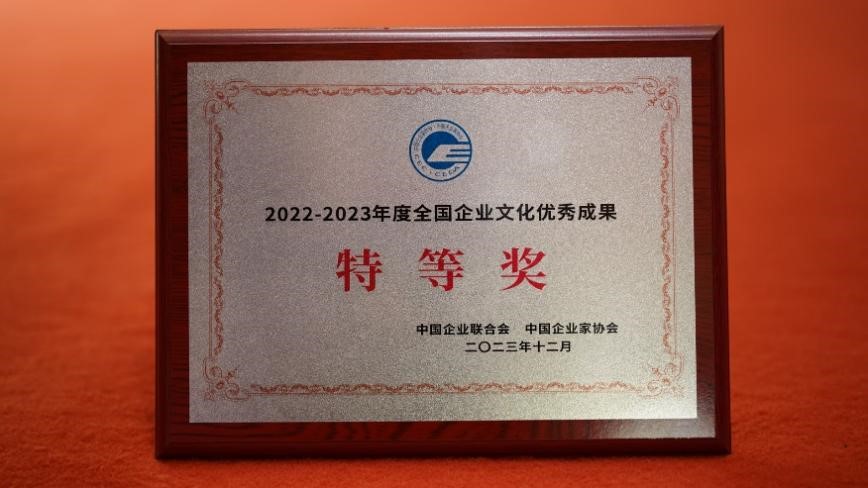 2022-2023年度全国企业文化优秀成果
特等奖
中国企业联合会 中国企业家协会
二〇二三年十二月